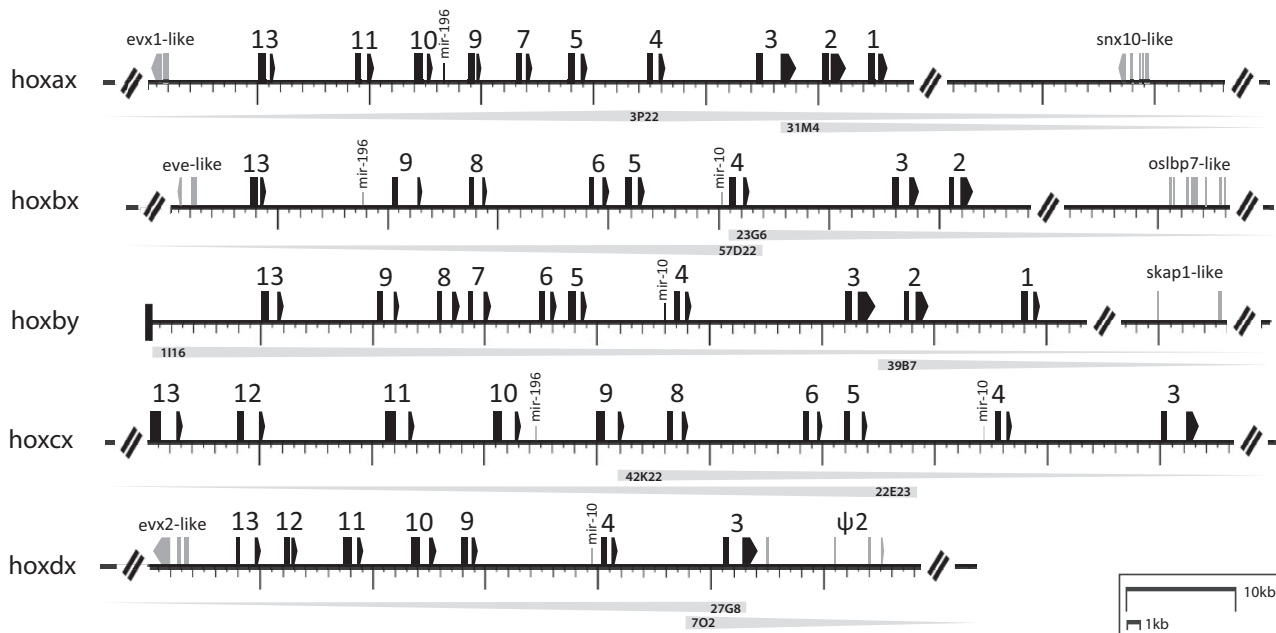 evx1-like 13 11 10 mir-196 9 7 5 4 3 2 1 snx10-like
hoxax
3P22
31M4
eve-like 13 mir-196 9 8 6 5 mir-10 4 3 2 oslbp7-like
hoxbx
23G6
57D22
13 9 8 7 6 5 mir-10 4 3 2 1 skap1-like
hoxby
1I16
39B7
13 12 11 10 mir-196 9 8 6 5 mir-10 4 3
hoxcx
42K22
22E23
evx2-like 13 12 11 10 9 mir-10 4 3 ψ2
hoxdx
27G8
7O2
10kb
1kb